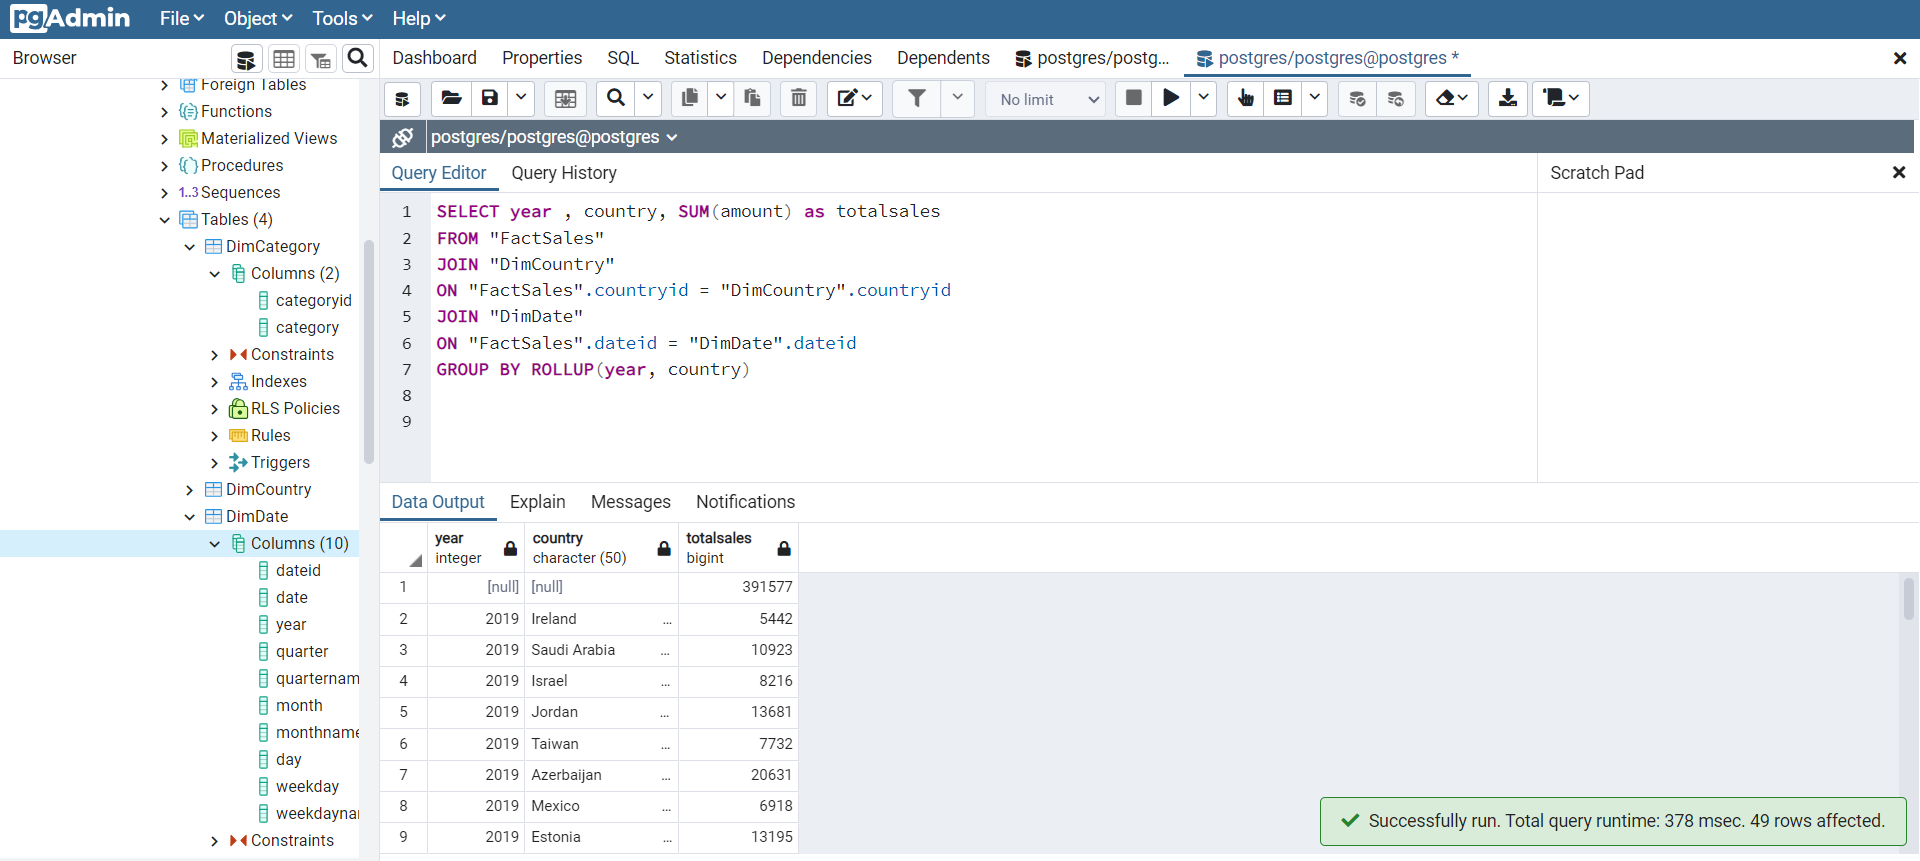 pgAdmin File Object Tools Help
Browser
Dashboard Properties SQL Statistics Dependencies Dependents postgres/postg... postgres/postgres@postgres *
Foreign Tables
Functions
Materialized Views
Procedures
1..3 Sequences
Tables (4)
DimCategory
Columns (2)
categoryid
category
Constraints
Indexes
RLS Policies
Rules
Triggers
DimCountry
DimDate
Columns (10)
dateid
date
year
quarter
quarternam
month
monthname
day
weekday
weekdaynai
Constraints
No limit
postgres/postgres@postgres
Query Editor Query History
Scratch Pad
1 SELECT year , country, SUM(amount) as totalsales
2 FROM "FactSales"
3 JOIN "DimCountry"
4 ON "FactSales".countryid = "DimCountry".countryid
5 JOIN "DimDate"
6 ON "FactSales".dateid = "DimDate".dateid
7 GROUP BY ROLLUP(year, country)
8
9
Data Output Explain Messages Notifications
year country totalsales
integer character (50) bigint
1 [null] [null] 391577
2 2019 Ireland ... 5442
3 2019 Saudi Arabia ... 10923
4 2019 Israel ... 8216
5 2019 Jordan ... 13681
6 2019 Taiwan ... 7732
7 2019 Azerbaijan ... 20631
8 2019 Mexico ... 6918
9 2019 Estonia ... 13195
Successfully run. Total query runtime: 378 msec. 49 rows affected.